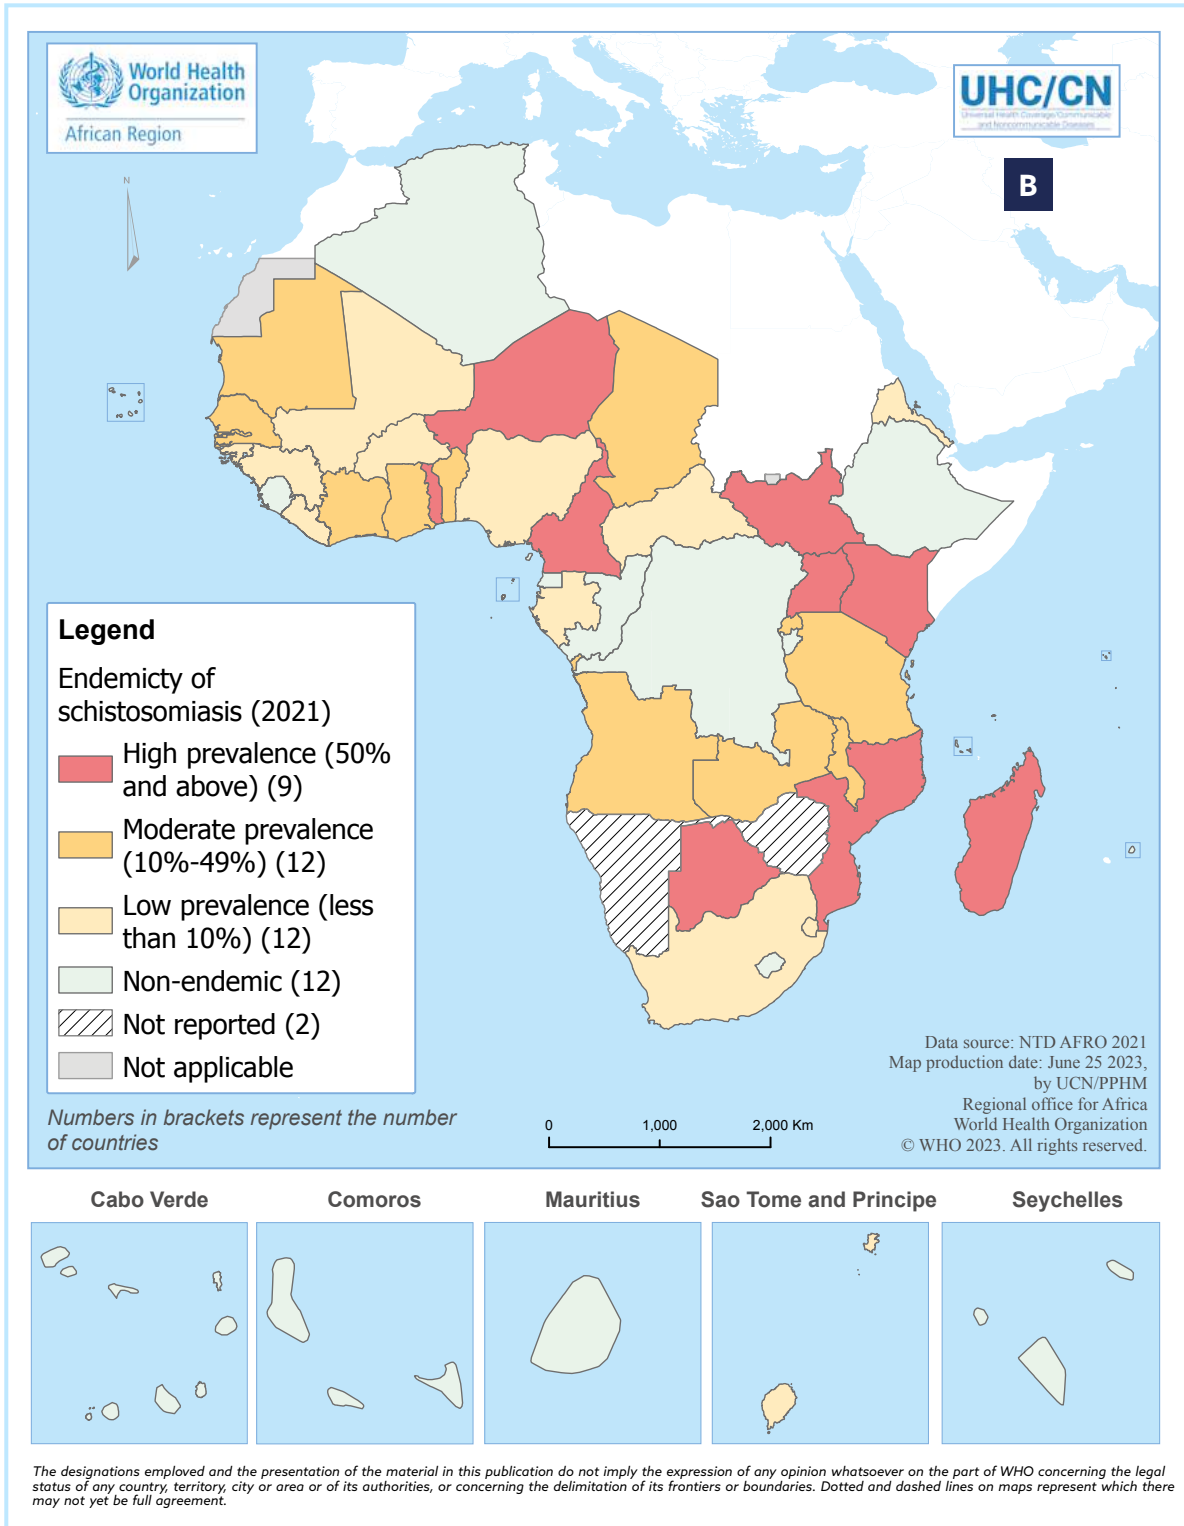 World Health
Organization
African Region
UHC/CN
Universal Health Coverage/Communicable
and Noncommunicable Diseases
B
N
Legend
Endemicty of
schistosomiasis (2021)
High prevalence (50%
and above) (9)
Moderate prevalence
(10%-49%) (12)
Low prevalence (less
than 10%) (12)
Non-endemic (12)
Not reported (2)
Not applicable
Numbers in brackets represent the number
of countries
0 1,000 2,000 Km
Data source: NTD AFRO 2021
Map production date: June 25 2023,
by UCN/PPHM
Regional office for Africa
World Health Organization
© WHO 2023. All rights reserved.
Cabo Verde
Comoros
Mauritius
Sao Tome and Principe
Seychelles
The designations employed and the presentation of the material in this publication do not imply the expression of any opinion whatsoever on the part of WHO concerning the legal
status of any country, territory, city or area or of its authorities, or concerning the delimitation of its frontiers or boundaries. Dotted and dashed lines on maps represent which there
may not yet be full agreement.